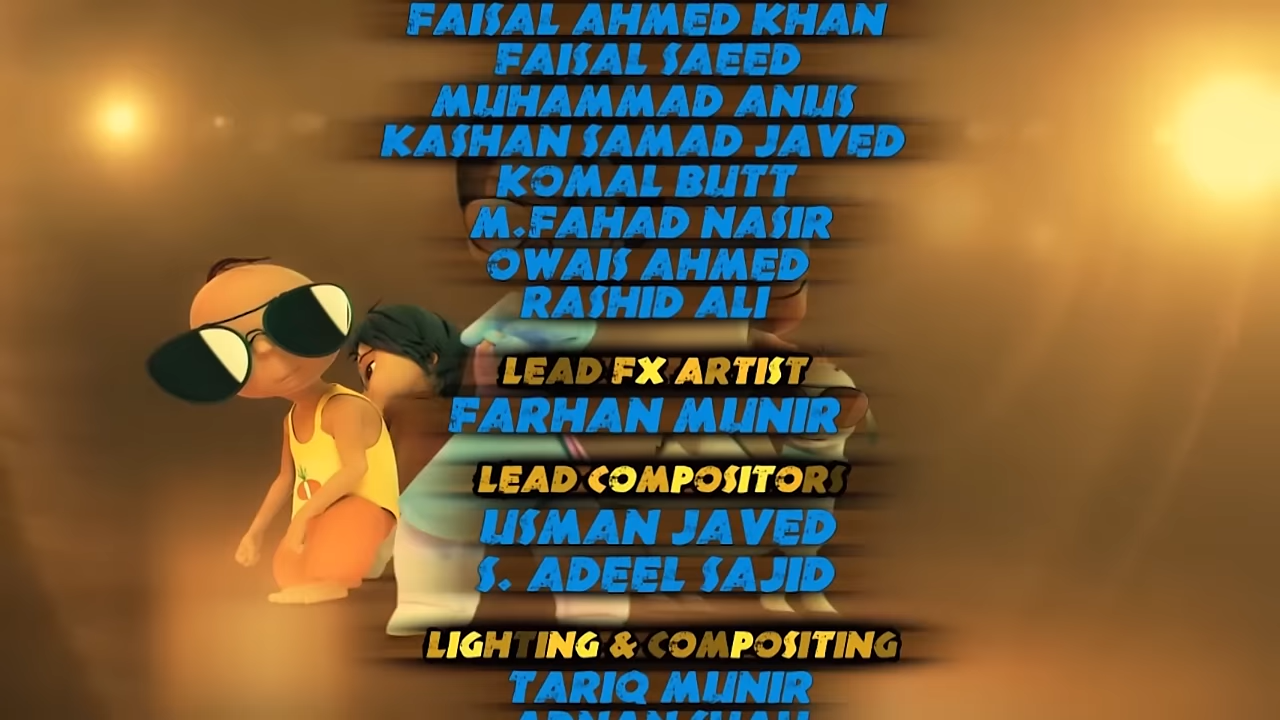 FAISAL AHMED KHAN
FAISAL SAEED
MUHAMMAD ANUS
KASHAN SAMAD JAVED
KOMAL BUTT
M.FAHAD NASIR
OWAIS AHMED
RASHID ALI
LEAD FX ARTIST
FARHAN MUNIR
LEAD COMPOSITORS
USMAN JAVED
S. ADEEL SAJID
LIGHTING & COMPOSITING
TARIQ MUNIR